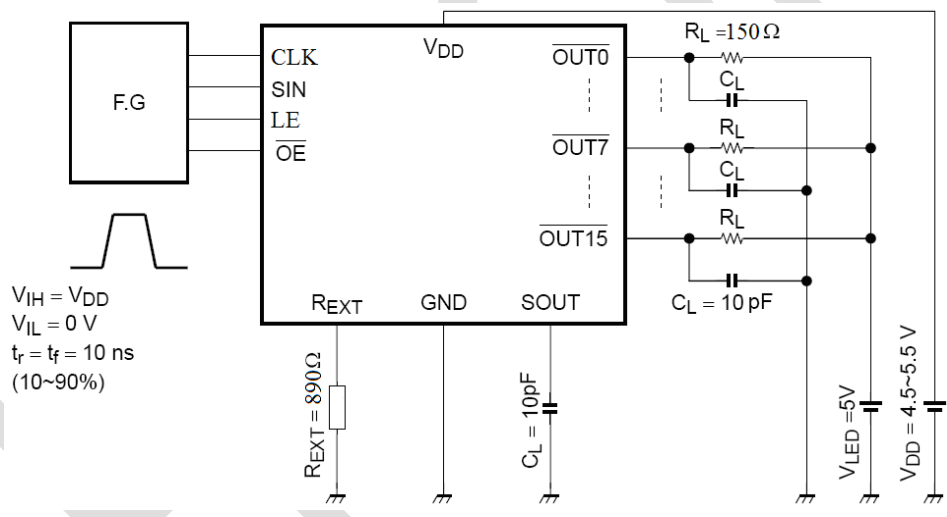 F.G
CLK
SIN
LE
OE
VDD
OUT0
OUT7
OUT15
REXT
GND
SOUT
RL =150Ω
CL
RL
CL
RL
CL = 10 pF
VIH = VDD
VIL = 0 V
tr = tf = 10 ns
(10~90%)
REXT = 890Ω
CL = 10pF
VLED =5V
VDD = 4.5~5.5 V